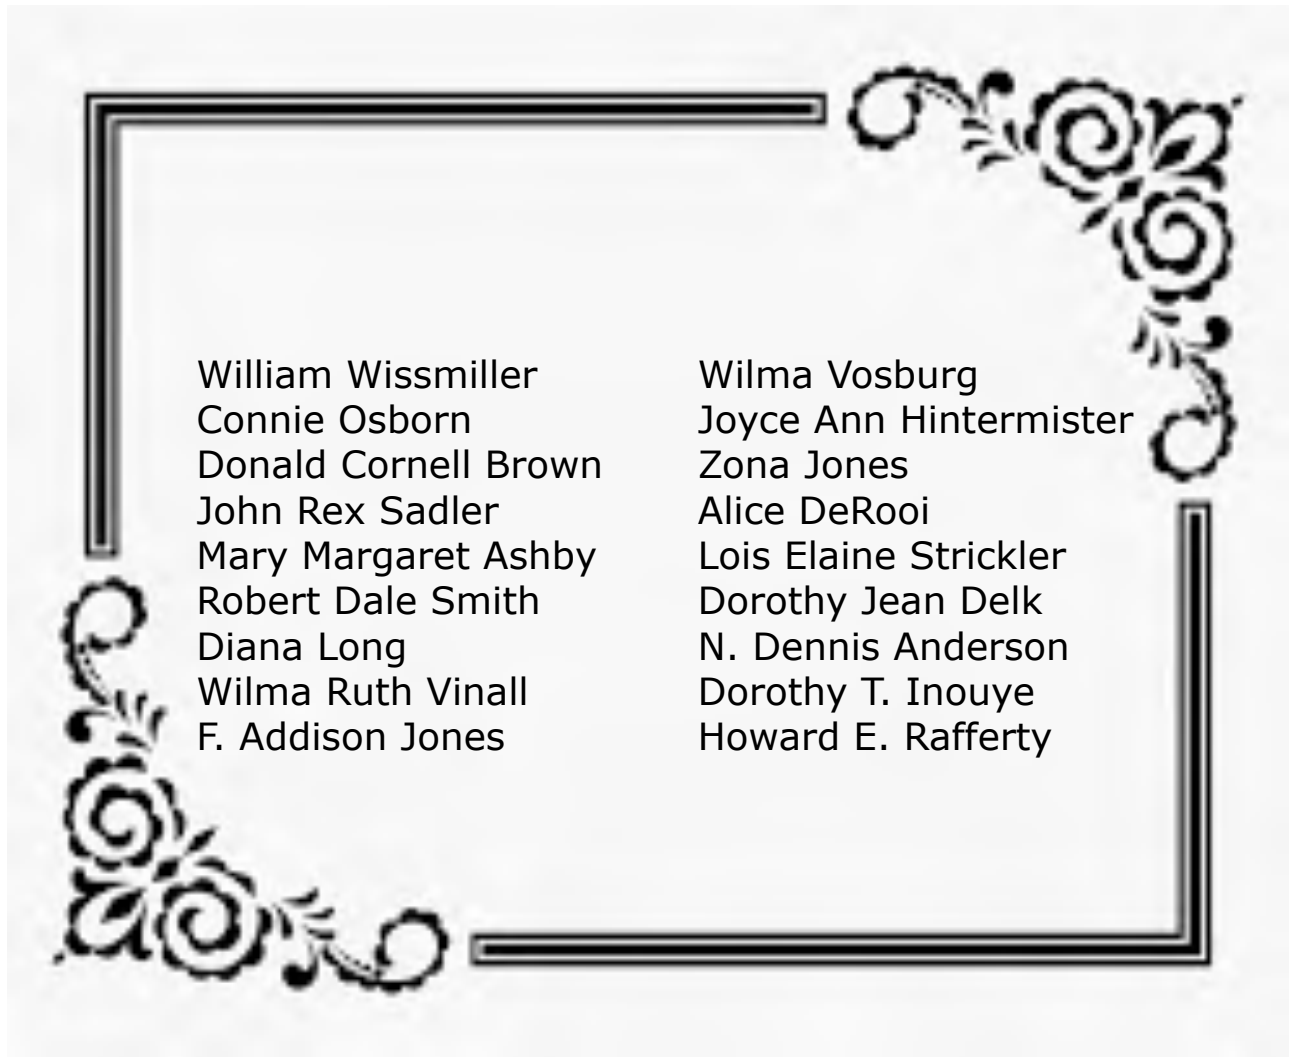 William Wissmiller
Connie Osborn
Donald Cornell Brown
John Rex Sadler
Mary Margaret Ashby
Robert Dale Smith
Diana Long
Wilma Ruth Vinall
F. Addison Jones
Wilma Vosburg
Joyce Ann Hintermister
Zona Jones
Alice DeRooi
Lois Elaine Strickler
Dorothy Jean Delk
N. Dennis Anderson
Dorothy T. Inouye
Howard E. Rafferty